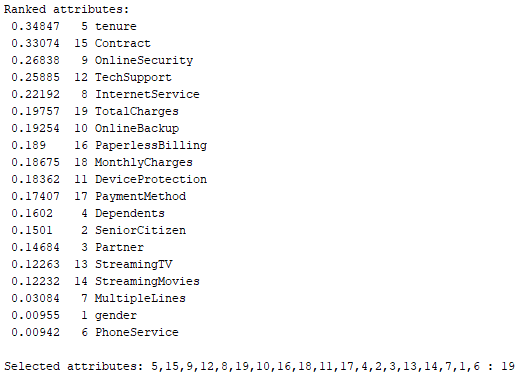 Ranked attributes:
0.34847 5 tenure
0.33074 15 Contract
0.26838 9 OnlineSecurity
0.25885 12 TechSupport
0.22192 8 InternetService
0.19757 19 TotalCharges
0.19254 10 OnlineBackup
0.189 16 PaperlessBilling
0.18675 18 MonthlyCharges
0.18362 11 DeviceProtection
0.17407 17 PaymentMethod
0.1602 4 Dependents
0.1501 2 SeniorCitizen
0.14684 3 Partner
0.12263 13 StreamingTV
0.12232 14 StreamingMovies
0.03084 7 MultipleLines
0.00955 1 gender
0.00942 6 PhoneService
Selected attributes: 5,15,9,12,8,19,10,16,18,11,17,4,2,3,13,14,7,1,6 : 19